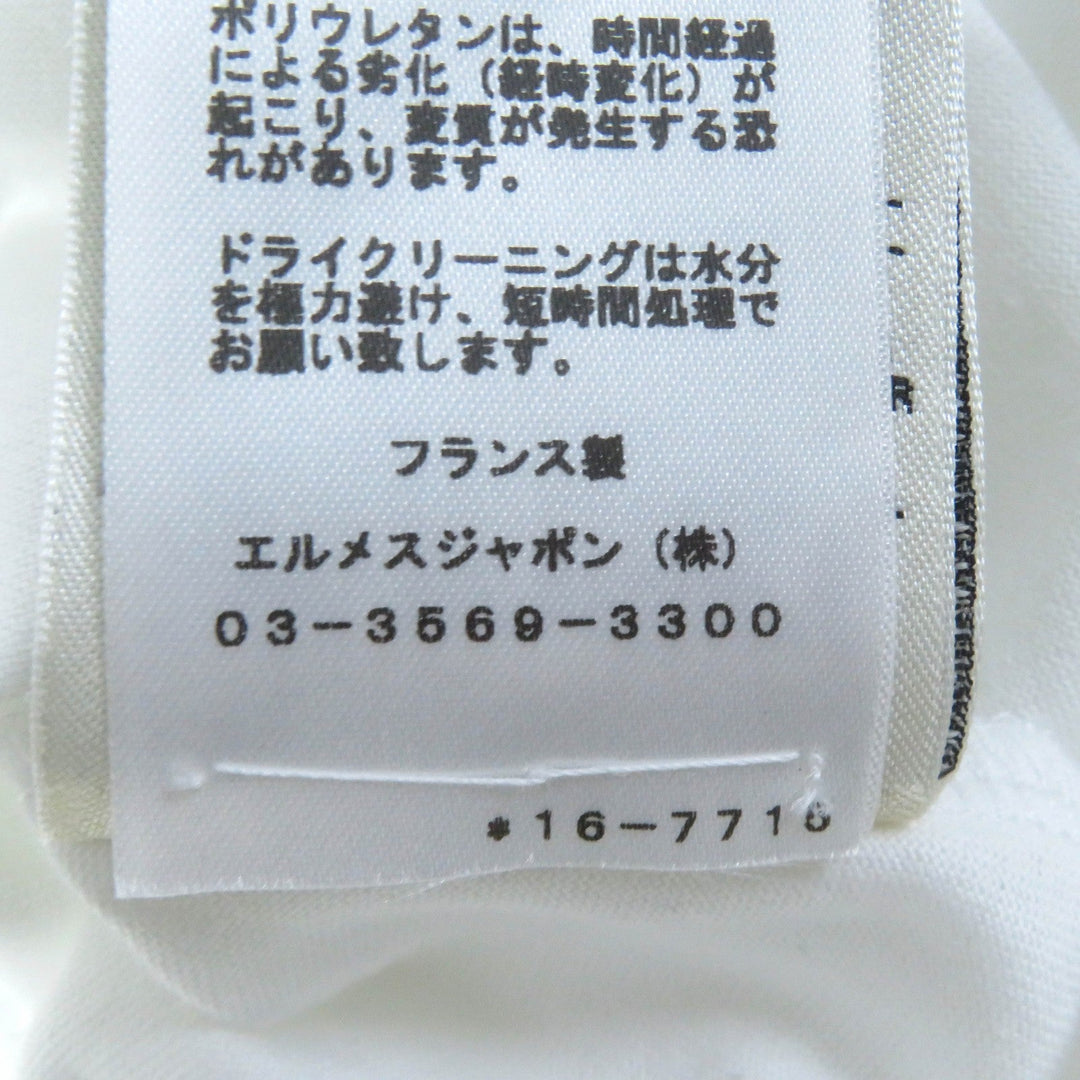 ポリウレタンは、時間経過
による劣化（経時変化）が
起こり、変質が発生する恐
れがあります。
ドライクリーニングは水分
を極力避け、短時間処理で
お願い致します。
フランス製
エルメスジャポン（株）
03-3569-3300